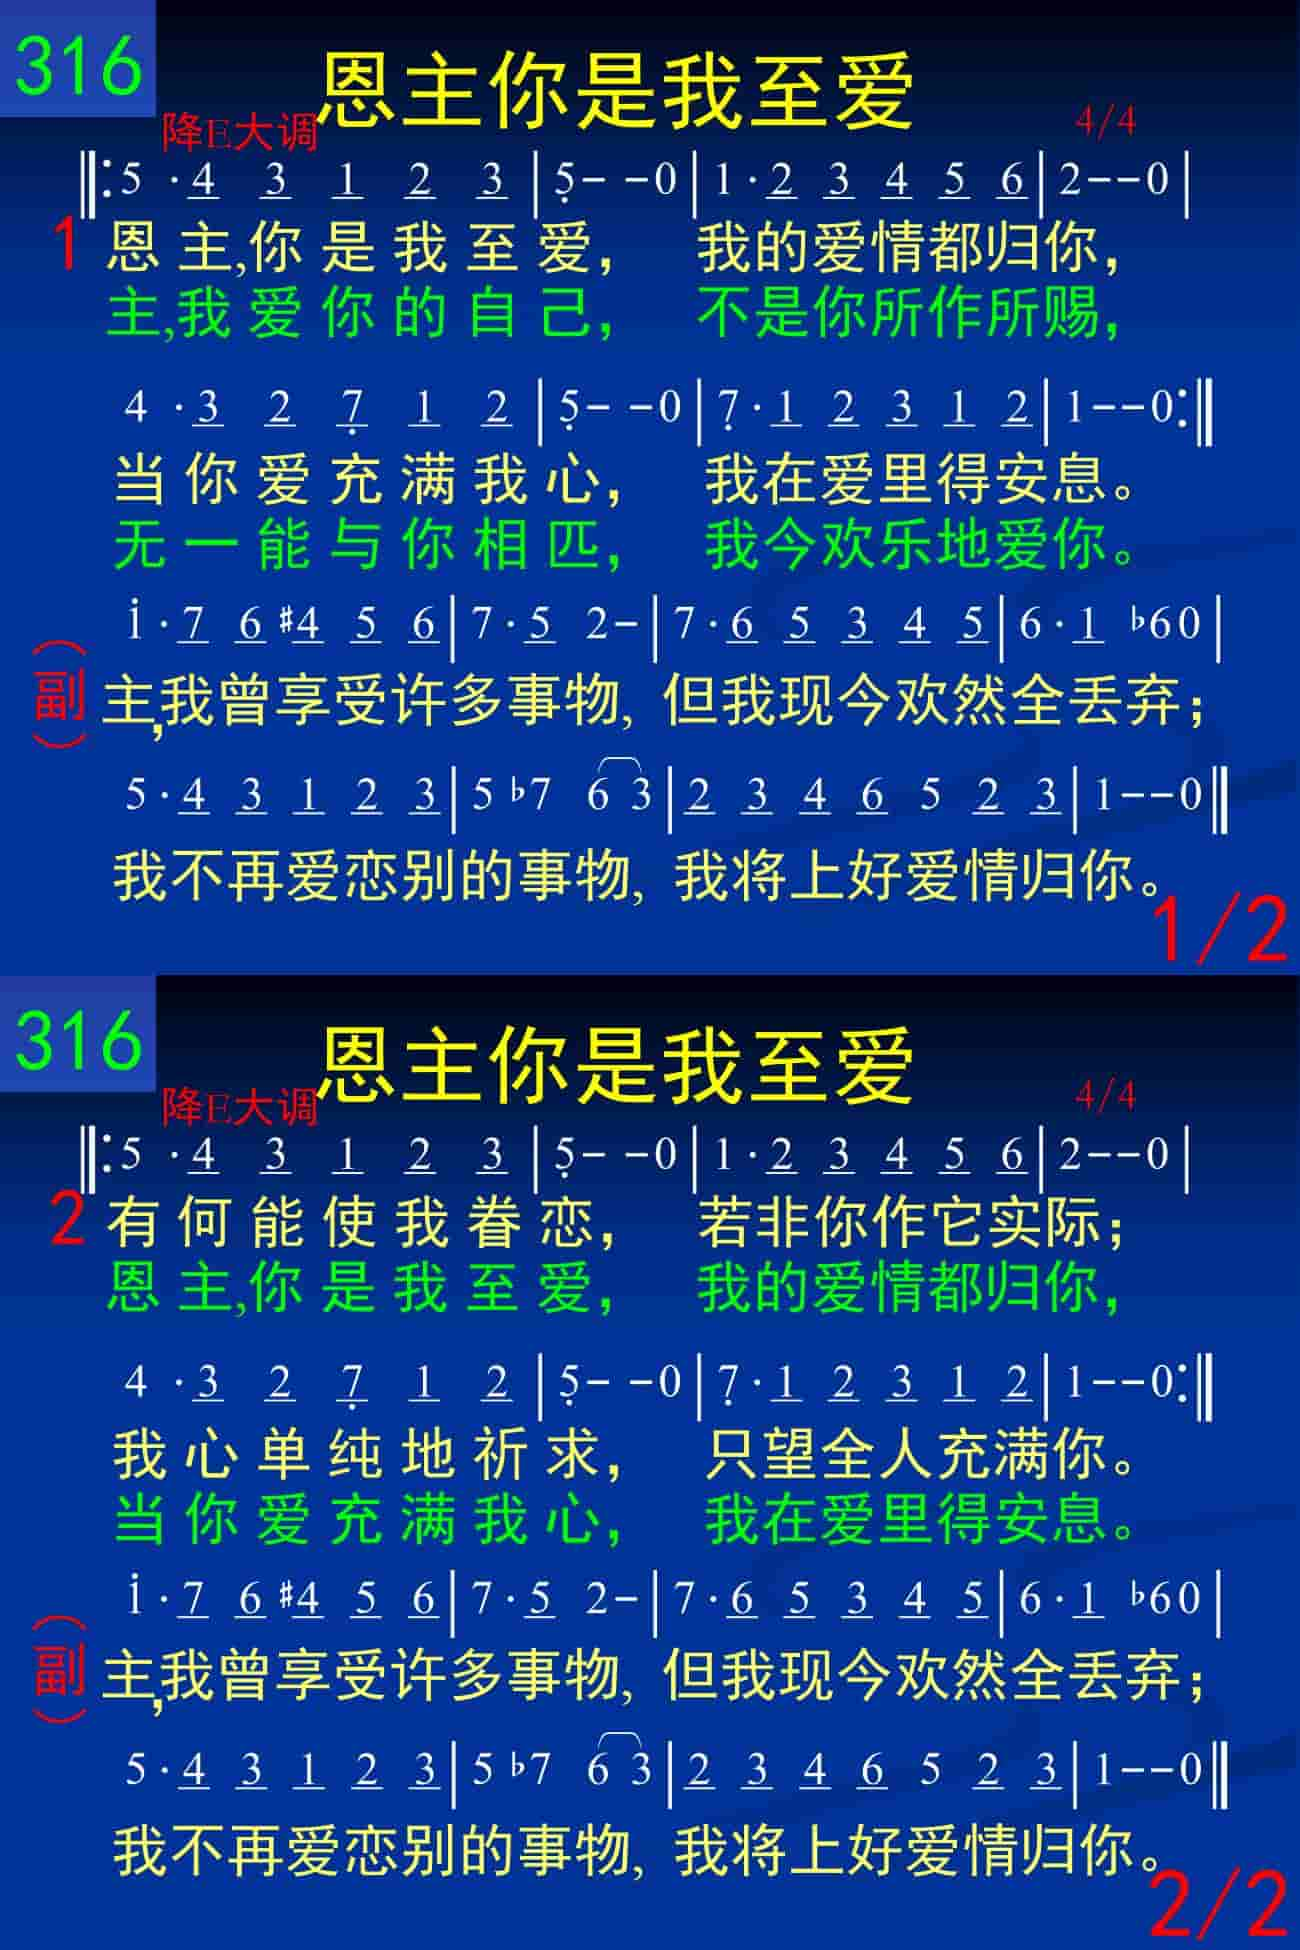 316
恩主你是我至爱
降E大调
4/4
‖:5 ·4 3 1 2 3|5- -0|1·2 3 4 5 6|2--0|
1 恩主,你是我至爱， 我的爱情都归你，
主,我爱你的自己， 不是你所作所赐，
4 ·3 2 7 1 2|5- -0|7·1 2 3 1 2|1--0:‖
当你爱充满我心， 我在爱里得安息。
无一能与你相匹， 我今欢乐地爱你。
i·7 6 #4 5 6|7·5 2-|7·6 5 3 4 5|6·1 ♭60|
（副） 主,我曾享受许多事物, 但我现今欢然全丢弃；
5·4 3 1 2 3|5 ♭7 6 3|2 3 4 6 5 2 3|1--0‖
我不再爱恋别的事物, 我将上好爱情归你。
1/2
316
恩主你是我至爱
降E大调
4/4
‖:5 ·4 3 1 2 3|5- -0|1·2 3 4 5 6|2--0|
2 有何能使我眷恋， 若非你作它实际；
恩主,你是我至爱， 我的爱情都归你，
4 ·3 2 7 1 2|5- -0|7·1 2 3 1 2|1--0:‖
我心单纯地祈求， 只望全人充满你。
当你爱充满我心， 我在爱里得安息。
i·7 6 #4 5 6|7·5 2-|7·6 5 3 4 5|6·1 ♭60|
（副） 主,我曾享受许多事物, 但我现今欢然全丢弃；
5·4 3 1 2 3|5 ♭7 6 3|2 3 4 6 5 2 3|1--0‖
我不再爱恋别的事物, 我将上好爱情归你。
2/2